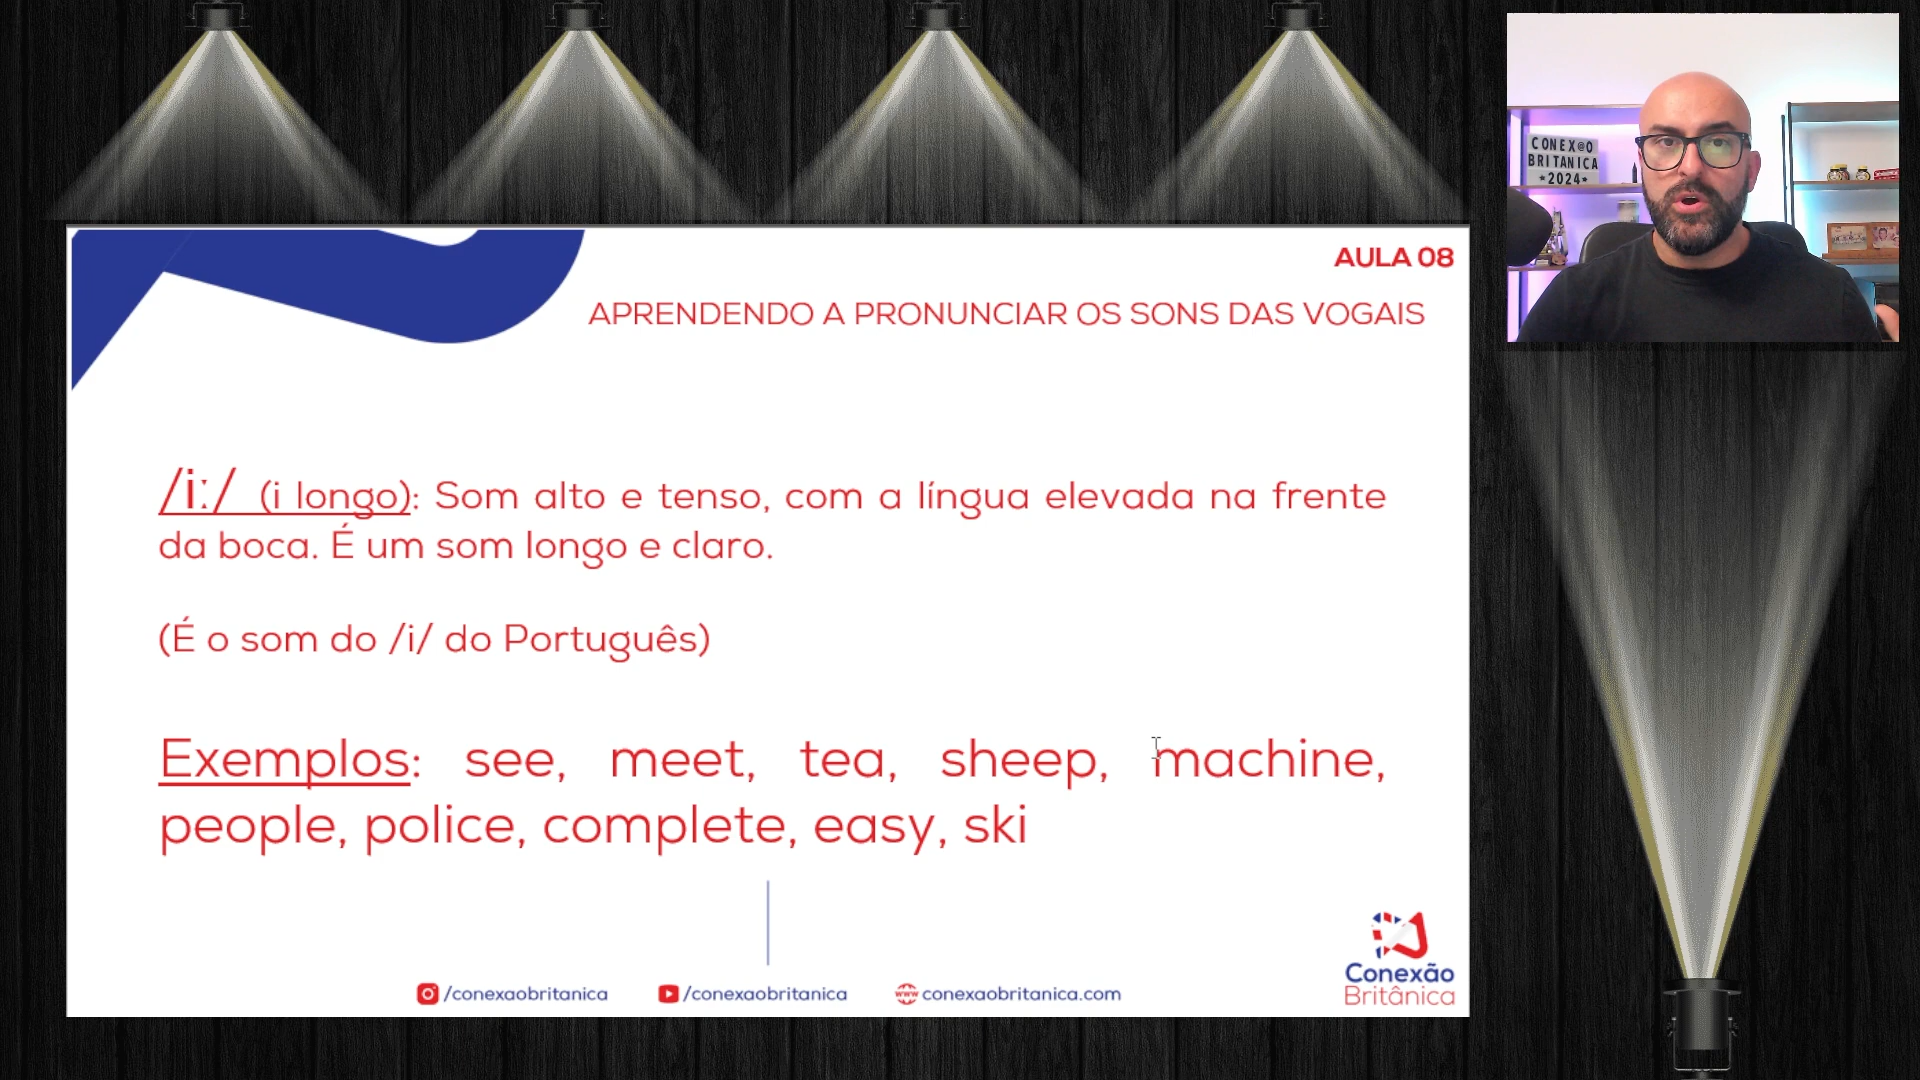 CONEX@O
BRITANICA
*2024*
AULA 08
APRENDENDO A PRONUNCIAR OS SONS DAS VOGAIS
/i:/ (i longo): Som alto e tenso, com a língua elevada na frente
da boca. É um som longo e claro.
(É o som do /i/ do Português)
Exemplos: see, meet, tea, sheep, machine,
people, police, complete, easy, ski
/conexaobritanica /conexaobritanica www conexaobritanica.com
Conexão
Britânica